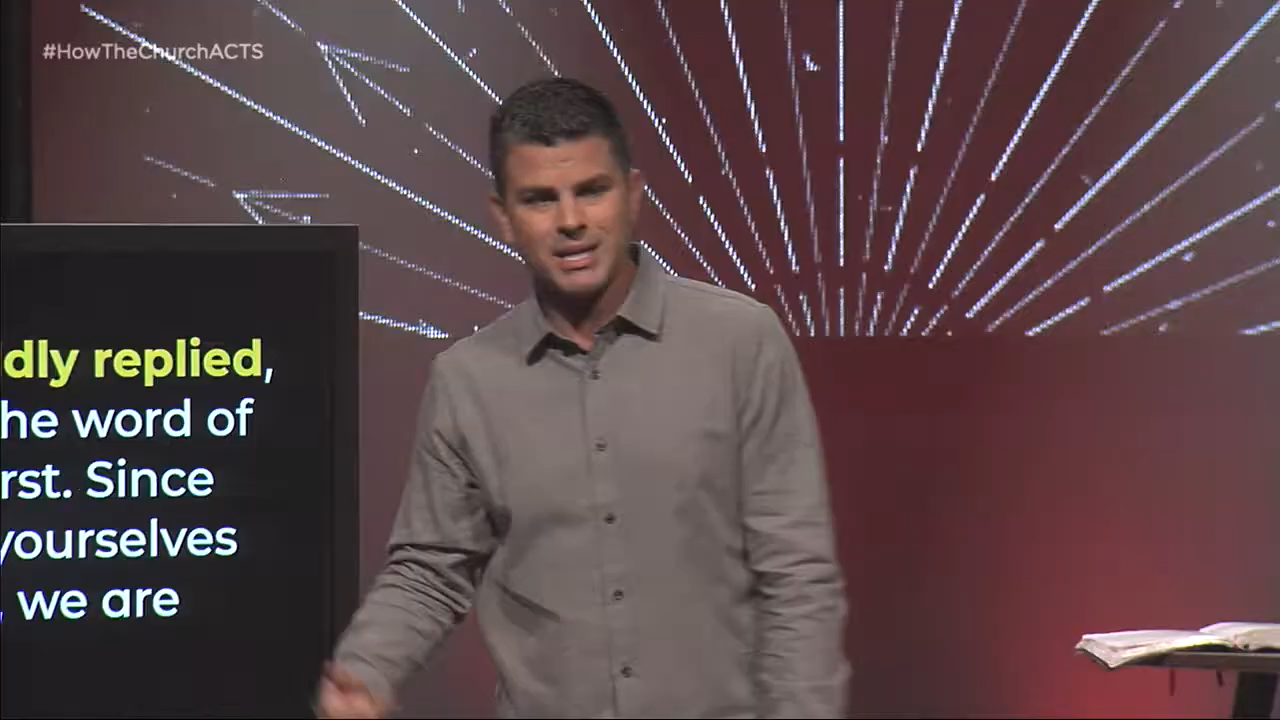 #HowTheChurchACTS
dly replied,
he word of
rst. Since
yourselves
, we are